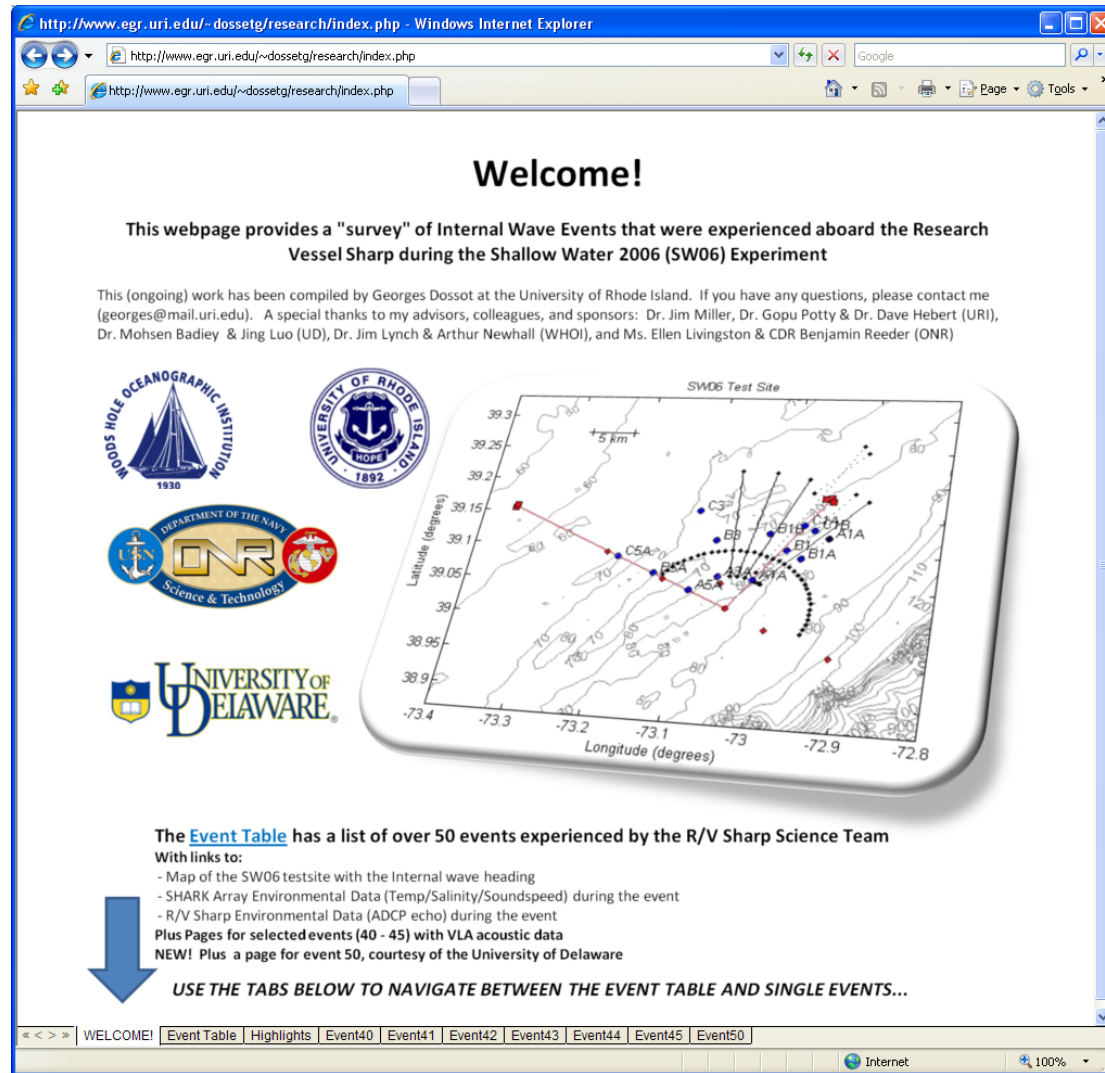 http://www.egr.uri.edu/~dossetg/research/index.php - Windows Internet Explorer
http://www.egr.uri.edu/~dossetg/research/index.php
Google
http://www.egr.uri.edu/~dossetg/research/index.php
Page
Tools
Welcome!
This webpage provides a "survey" of Internal Wave Events that were experienced aboard the Research
Vessel Sharp during the Shallow Water 2006 (SW06) Experiment
This (ongoing) work has been compiled by Georges Dossot at the University of Rhode Island.  If you have any questions, please contact me
(georges@mail.uri.edu).   A special thanks to my advisors, colleagues, and sponsors:  Dr. Jim Miller, Dr. Gopu Potty & Dr. Dave Hebert (URI),
Dr. Mohsen Badiey  & Jing Luo (UD), Dr. Jim Lynch & Arthur Newhall (WHOI), and Ms. Ellen Livingston & CDR Benjamin Reeder (ONR)
WOODS HOLE OCEANOGRAPHIC INSTITUTION
1930
UNIVERSITY OF RHODE ISLAND
HOPE
1892
DEPARTMENT OF THE NAVY
USN
ONR
Science & Technology
UNIVERSITY OF
DELAWARE
SW06 Test Site
5 km
39.3
39.25
39.2
39.15
39.1
39.05
39
38.95
38.9
Latitude (degrees)
C3
B3
C5A
A5A
B1B
B1
B1A
A1A
-73.4
-73.3
-73.2
-73.1
-73
-72.9
-72.8
Longitude (degrees)
The Event Table has a list of over 50 events experienced by the R/V Sharp Science Team
With links to:
- Map of the SW06 testsite with the Internal wave heading
- SHARK Array Environmental Data (Temp/Salinity/Soundspeed) during the event
- R/V Sharp Environmental Data (ADCP echo) during the event
Plus Pages for selected events (40 - 45) with VLA acoustic data
NEW!  Plus  a page for event 50, courtesy of the University of Delaware
USE THE TABS BELOW TO NAVIGATE BETWEEN THE EVENT TABLE AND SINGLE EVENTS...
« < > » WELCOME! Event Table Highlights Event40 Event41 Event42 Event43 Event44 Event45 Event50
Internet
100%